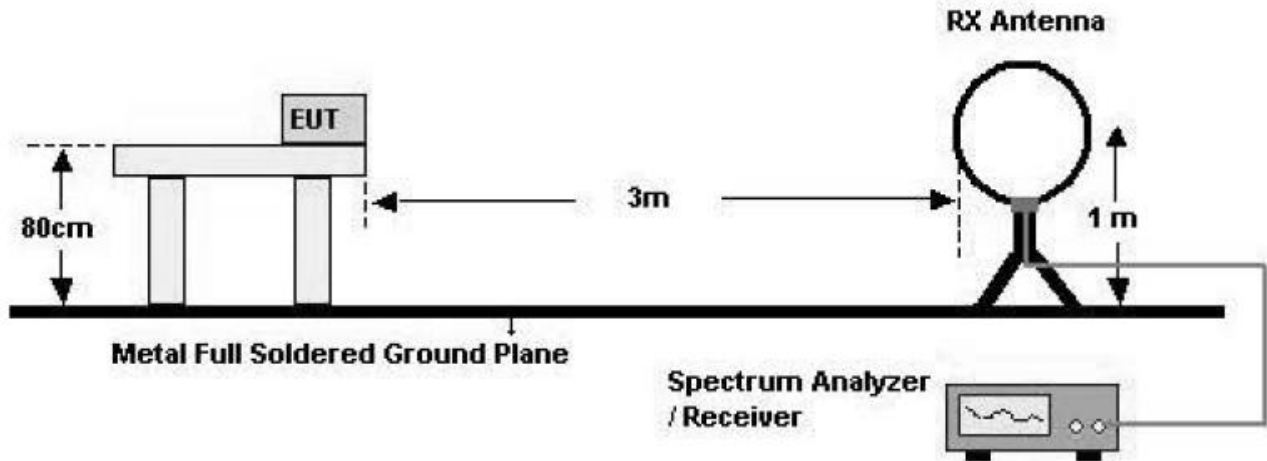 RX Antenna
EUT
80cm
3m
1 m
Metal Full Soldered Ground Plane
Spectrum Analyzer
/ Receiver